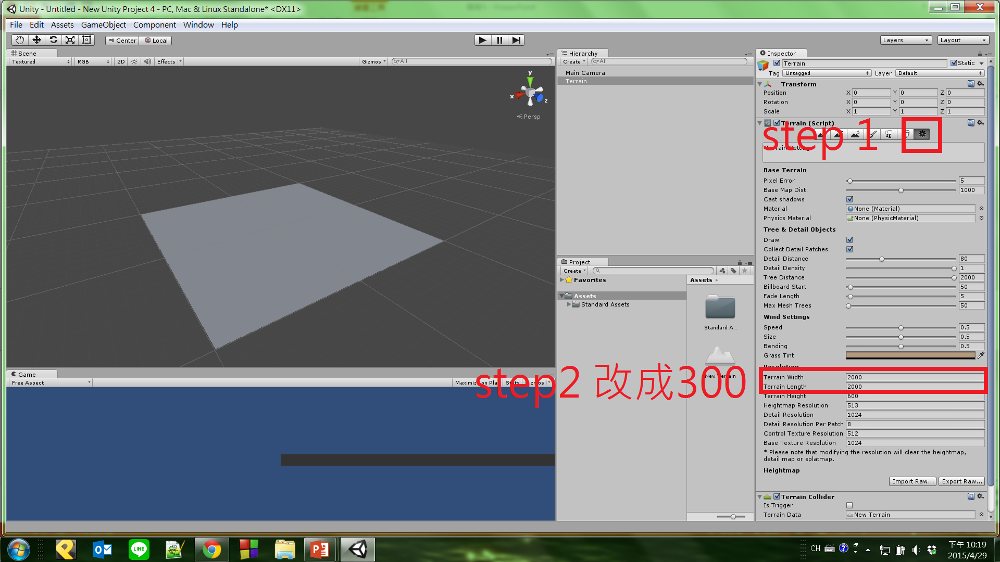 Unity - Untitled - New Unity Project 4 - PC, Mac & Linux Standalone* <DX11>
File Edit Assets GameObject Component Window Help
Center Local
Layers Layout
Scene
Textured RGB 2D Effects Gizmos All
y
x
z
Persp
Game
Free Aspect Maximize on Play Stats Gizmos
Hierarchy
Create All
Main Camera
Terrain
Project
Create
Favorites
Assets
Standard Assets
Assets
Standard A...
New Terrain
step2 改成300
Inspector
Terrain Static
Tag Untagged Layer Default
Transform
Position X 0 Y 0 Z 0
Rotation X 0 Y 0 Z 0
Scale X 1 Y 1 Z 1
Terrain (Script)
step 1
Terrain Settings
Base Terrain
Pixel Error 5
Base Map Dist. 1000
Cast shadows
Material None (Material)
Physics Material None (PhysicMaterial)
Tree & Detail Objects
Draw
Collect Detail Patches
Detail Distance 80
Detail Density 1
Tree Distance 2000
Billboard Start 50
Fade Length 5
Max Mesh Trees 50
Wind Settings
Speed 0.5
Size 0.5
Bending 0.5
Grass Tint
Resolution
Terrain Width 2000
Terrain Length 2000
Terrain Height 600
Heightmap Resolution 513
Detail Resolution 1024
Detail Resolution Per Patch 8
Control Texture Resolution 512
Base Texture Resolution 1024
* Please note that modifying the resolution will clear the heightmap,
detail map or splatmap.
Heightmap
Import Raw... Export Raw...
Terrain Collider
Is Trigger
Terrain Data New Terrain
LINE
CH
下午 10:19
2015/4/29